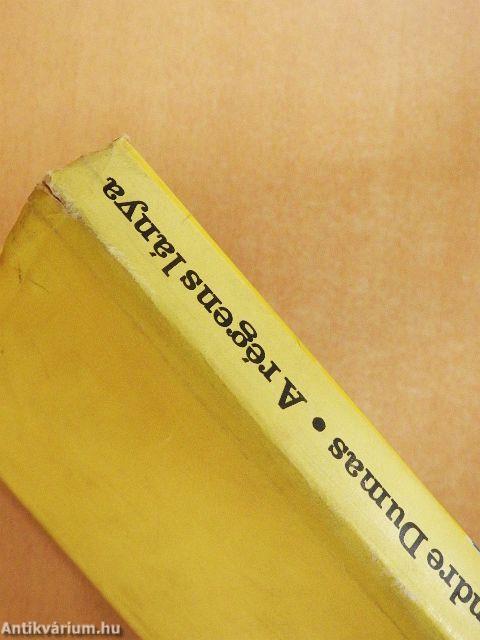 ndre Dumas • A régens lánya
Antikvárium.hu